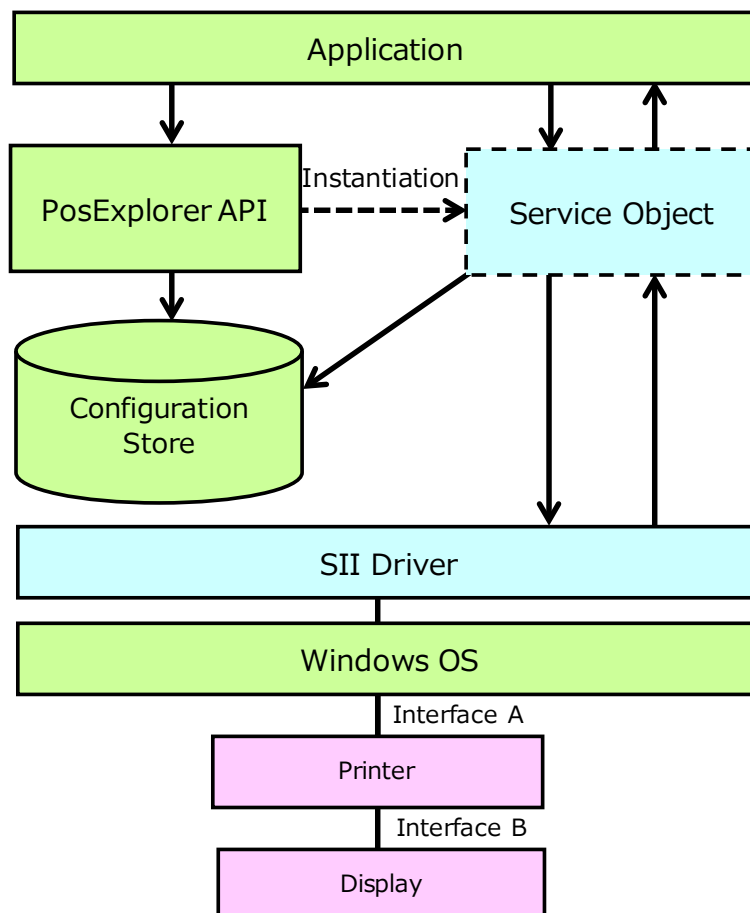 Application
Instantiation
PosExplorer API
Service Object
Configuration
Store
SII Driver
Windows OS
Interface A
Printer
Interface B
Display